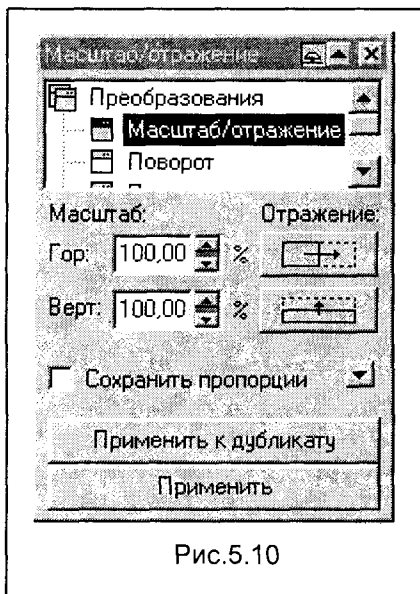 Масштаб/отражение
Преобразования
Масштаб/отражение
Поворот
Масштаб: Отражение:
Гор: 100,00 %
Верт: 100,00 %
Сохранить пропорции
Применить к дубликату
Применить
Рис.5.10